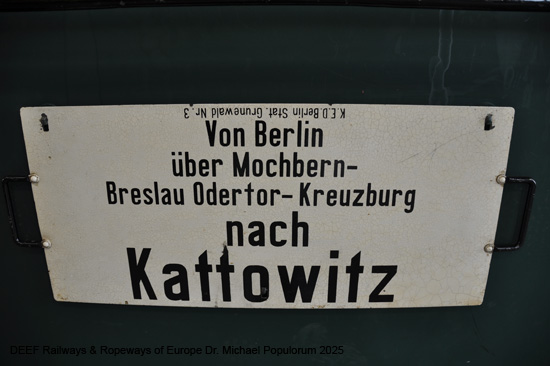 K.E.D.Berlin Stat. Grunewald Nr.3
Von Berlin
über Mochbern-
Breslau Odertor-Kreuzburg
nach
Kattowitz
DEEF Railways & Ropeways of Europe Dr. Michael Populorum 2025